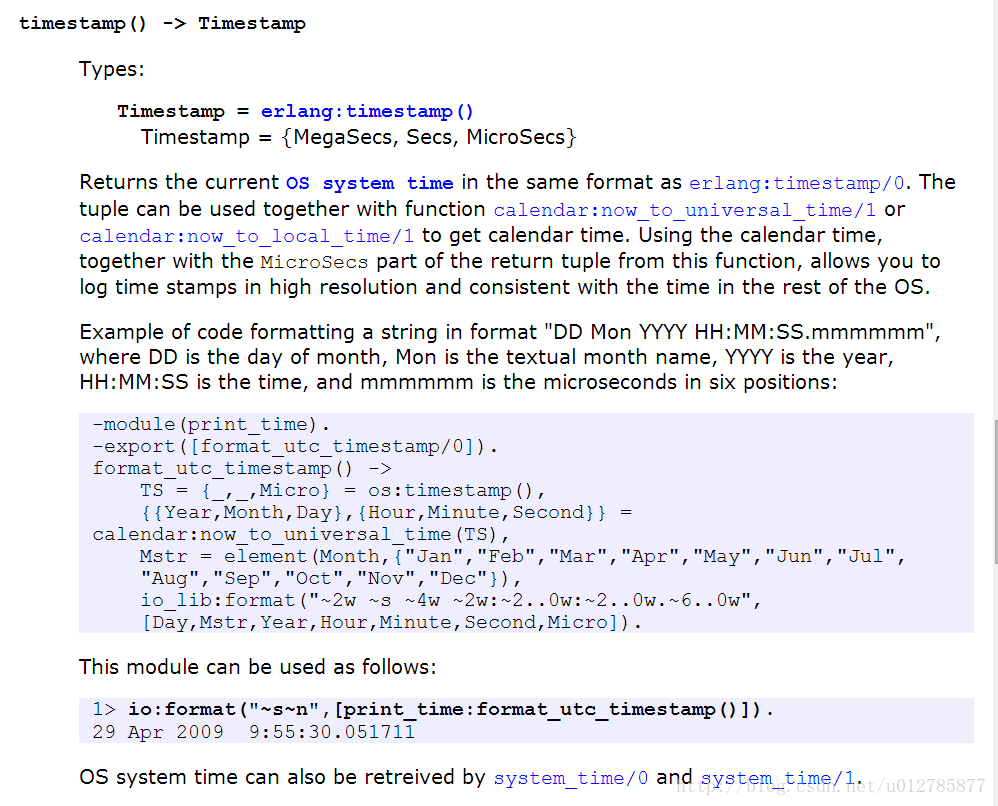 timestamp() -> Timestamp
Types:
Timestamp = erlang:timestamp()
Timestamp = {MegaSecs, Secs, MicroSecs}
Returns the current OS system time in the same format as erlang:timestamp/0. The
tuple can be used together with function calendar:now_to_universal_time/1 or
calendar:now_to_local_time/1 to get calendar time. Using the calendar time,
together with the MicroSecs part of the return tuple from this function, allows you to
log time stamps in high resolution and consistent with the time in the rest of the OS.
Example of code formatting a string in format "DD Mon YYYY HH:MM:SS.mmmmmm",
where DD is the day of month, Mon is the textual month name, YYYY is the year,
HH:MM:SS is the time, and mmmmmm is the microseconds in six positions:
-module(print_time).
-export([format_utc_timestamp/0]).
format_utc_timestamp() ->
TS = {_,_,Micro} = os:timestamp(),
{{Year,Month,Day},{Hour,Minute,Second}} =
calendar:now_to_universal_time(TS),
Mstr = element(Month,{"Jan","Feb","Mar","Apr","May","Jun","Jul",
"Aug","Sep","Oct","Nov","Dec"}),
io_lib:format("~2w ~s ~4w ~2w:~2..0w:~2..0w.~6..0w",
[Day,Mstr,Year,Hour,Minute,Second,Micro]).
This module can be used as follows:
1> io:format("~s~n",[print_time:format_utc_timestamp()]).
29 Apr 2009  9:55:30.051711
OS system time can also be retreived by system_time/0 and system_time/1.
http://blog.csdn.net/u012785877